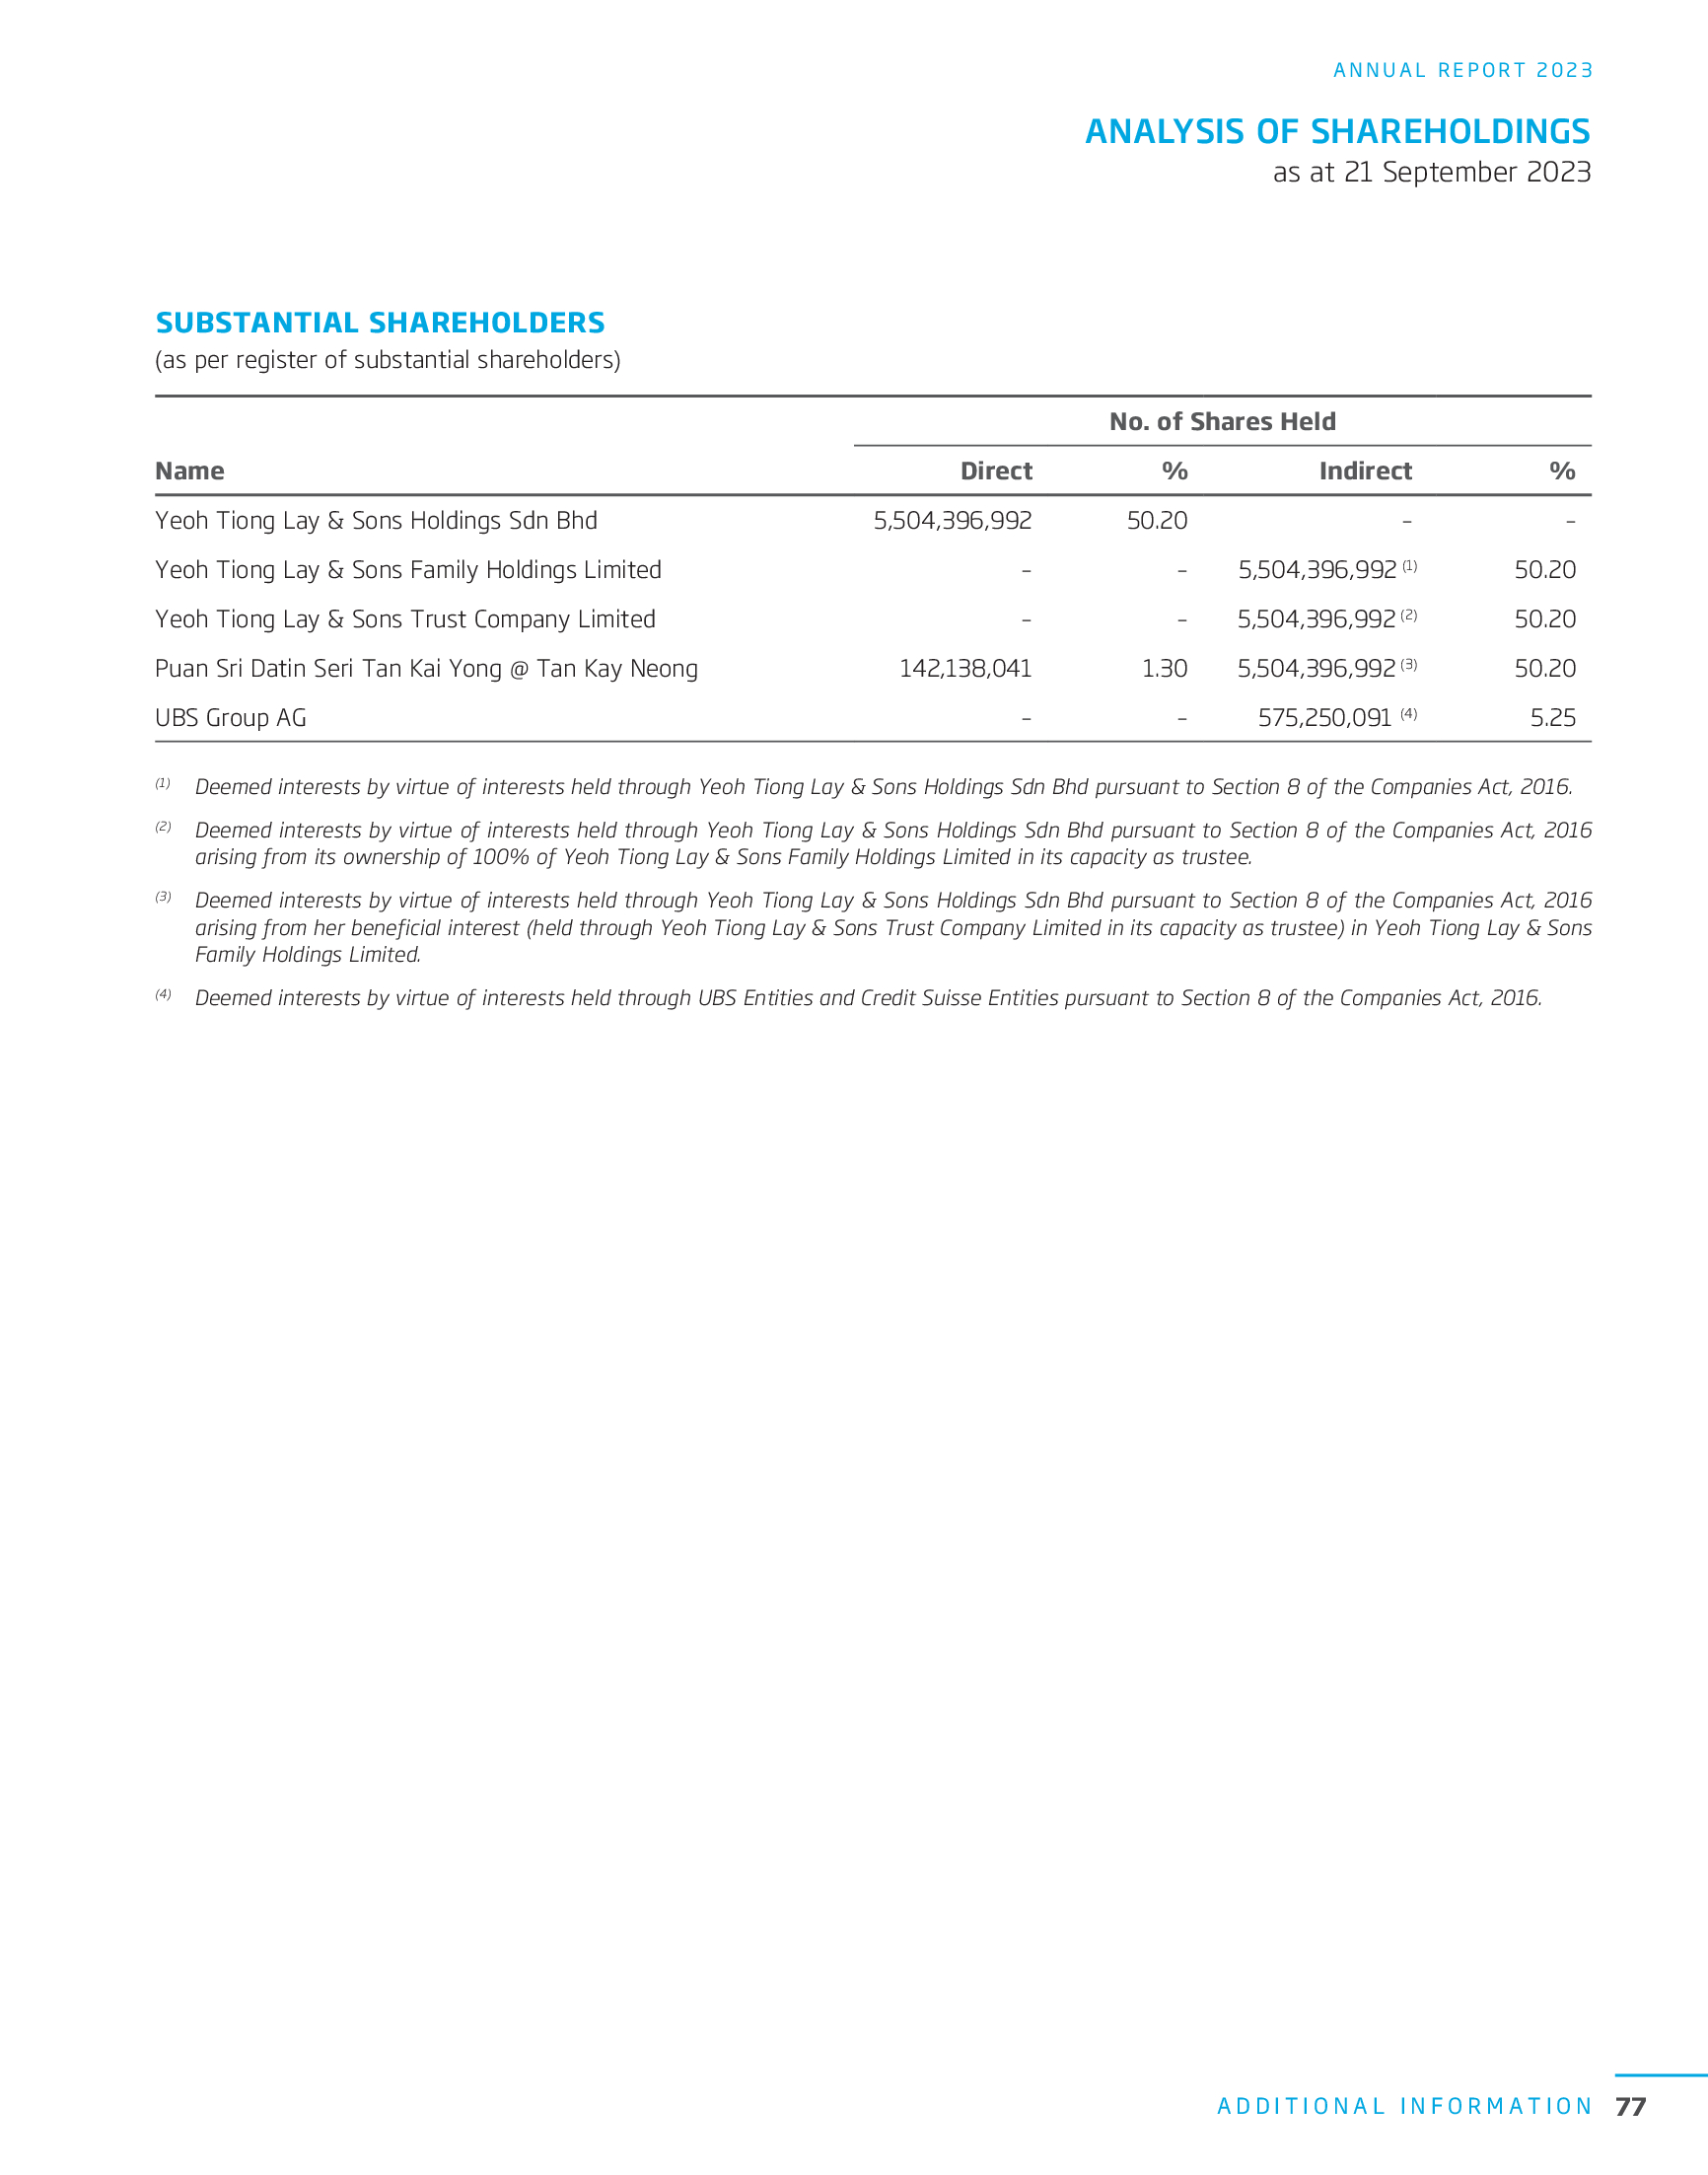 ANNUAL REPORT 2023
ANALYSIS OF SHAREHOLDINGS
as at 21 September 2023
SUBSTANTIAL SHAREHOLDERS
(as per register of substantial shareholders)
No. of Shares Held
Name Direct % Indirect %
Yeoh Tiong Lay & Sons Holdings Sdn Bhd 5,504,396,992 50.20 – –
Yeoh Tiong Lay & Sons Family Holdings Limited – – 5,504,396,992 (1) 50.20
Yeoh Tiong Lay & Sons Trust Company Limited – – 5,504,396,992 (2) 50.20
Puan Sri Datin Seri Tan Kai Yong @ Tan Kay Neong 142,138,041 1.30 5,504,396,992 (3) 50.20
UBS Group AG – – 575,250,091 (4) 5.25
(1) Deemed interests by virtue of interests held through Yeoh Tiong Lay & Sons Holdings Sdn Bhd pursuant to Section 8 of the Companies Act, 2016.
(2) Deemed interests by virtue of interests held through Yeoh Tiong Lay & Sons Holdings Sdn Bhd pursuant to Section 8 of the Companies Act, 2016
arising from its ownership of 100% of Yeoh Tiong Lay & Sons Family Holdings Limited in its capacity as trustee.
(3) Deemed interests by virtue of interests held through Yeoh Tiong Lay & Sons Holdings Sdn Bhd pursuant to Section 8 of the Companies Act, 2016
arising from her beneficial interest (held through Yeoh Tiong Lay & Sons Trust Company Limited in its capacity as trustee) in Yeoh Tiong Lay & Sons
Family Holdings Limited.
(4) Deemed interests by virtue of interests held through UBS Entities and Credit Suisse Entities pursuant to Section 8 of the Companies Act, 2016.
ADDITIONAL INFORMATION 77